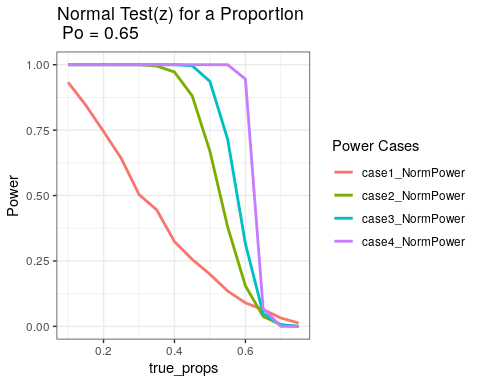 Normal Test(z) for a Proportion
Po = 0.65
1.00
0.75
0.50
0.25
0.00
Power
0.2
0.4
0.6
true_props
Power Cases
case1_NormPower
case2_NormPower
case3_NormPower
case4_NormPower